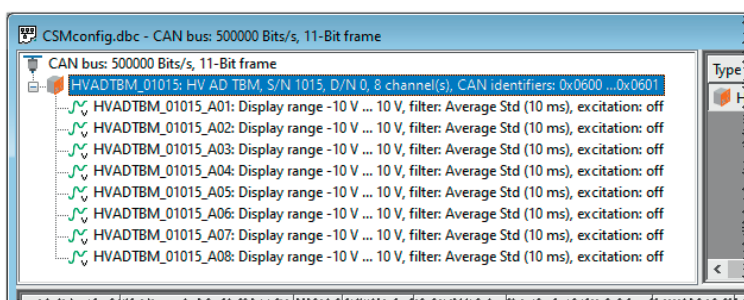 CSMconfig.dbc - CAN bus: 500000 Bits/s, 11-Bit frame
CAN bus: 500000 Bits/s, 11-Bit frame
HVADTBM_01015: HV AD TBM, S/N 1015, D/N 0, 8 channel(s), CAN identifiers: 0x0600 ...0x0601
HVADTBM_01015_A01: Display range -10 V ... 10 V, filter: Average Std (10 ms), excitation: off
HVADTBM_01015_A02: Display range -10 V ... 10 V, filter: Average Std (10 ms), excitation: off
HVADTBM_01015_A03: Display range -10 V ... 10 V, filter: Average Std (10 ms), excitation: off
HVADTBM_01015_A04: Display range -10 V ... 10 V, filter: Average Std (10 ms), excitation: off
HVADTBM_01015_A05: Display range -10 V ... 10 V, filter: Average Std (10 ms), excitation: off
HVADTBM_01015_A06: Display range -10 V ... 10 V, filter: Average Std (10 ms), excitation: off
HVADTBM_01015_A07: Display range -10 V ... 10 V, filter: Average Std (10 ms), excitation: off
HVADTBM_01015_A08: Display range -10 V ... 10 V, filter: Average Std (10 ms), excitation: off
Type